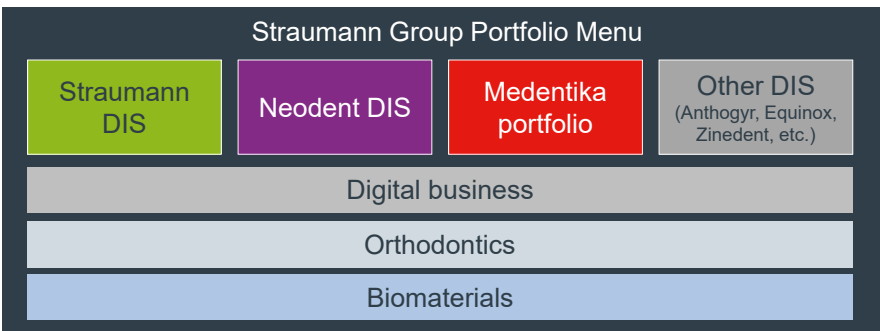 Straumann Group Portfolio Menu
Straumann
DIS
Neodent DIS
Medentika
portfolio
Other DIS
(Anthogyr, Equinox,
Zinedent, etc.)
Digital business
Orthodontics
Biomaterials